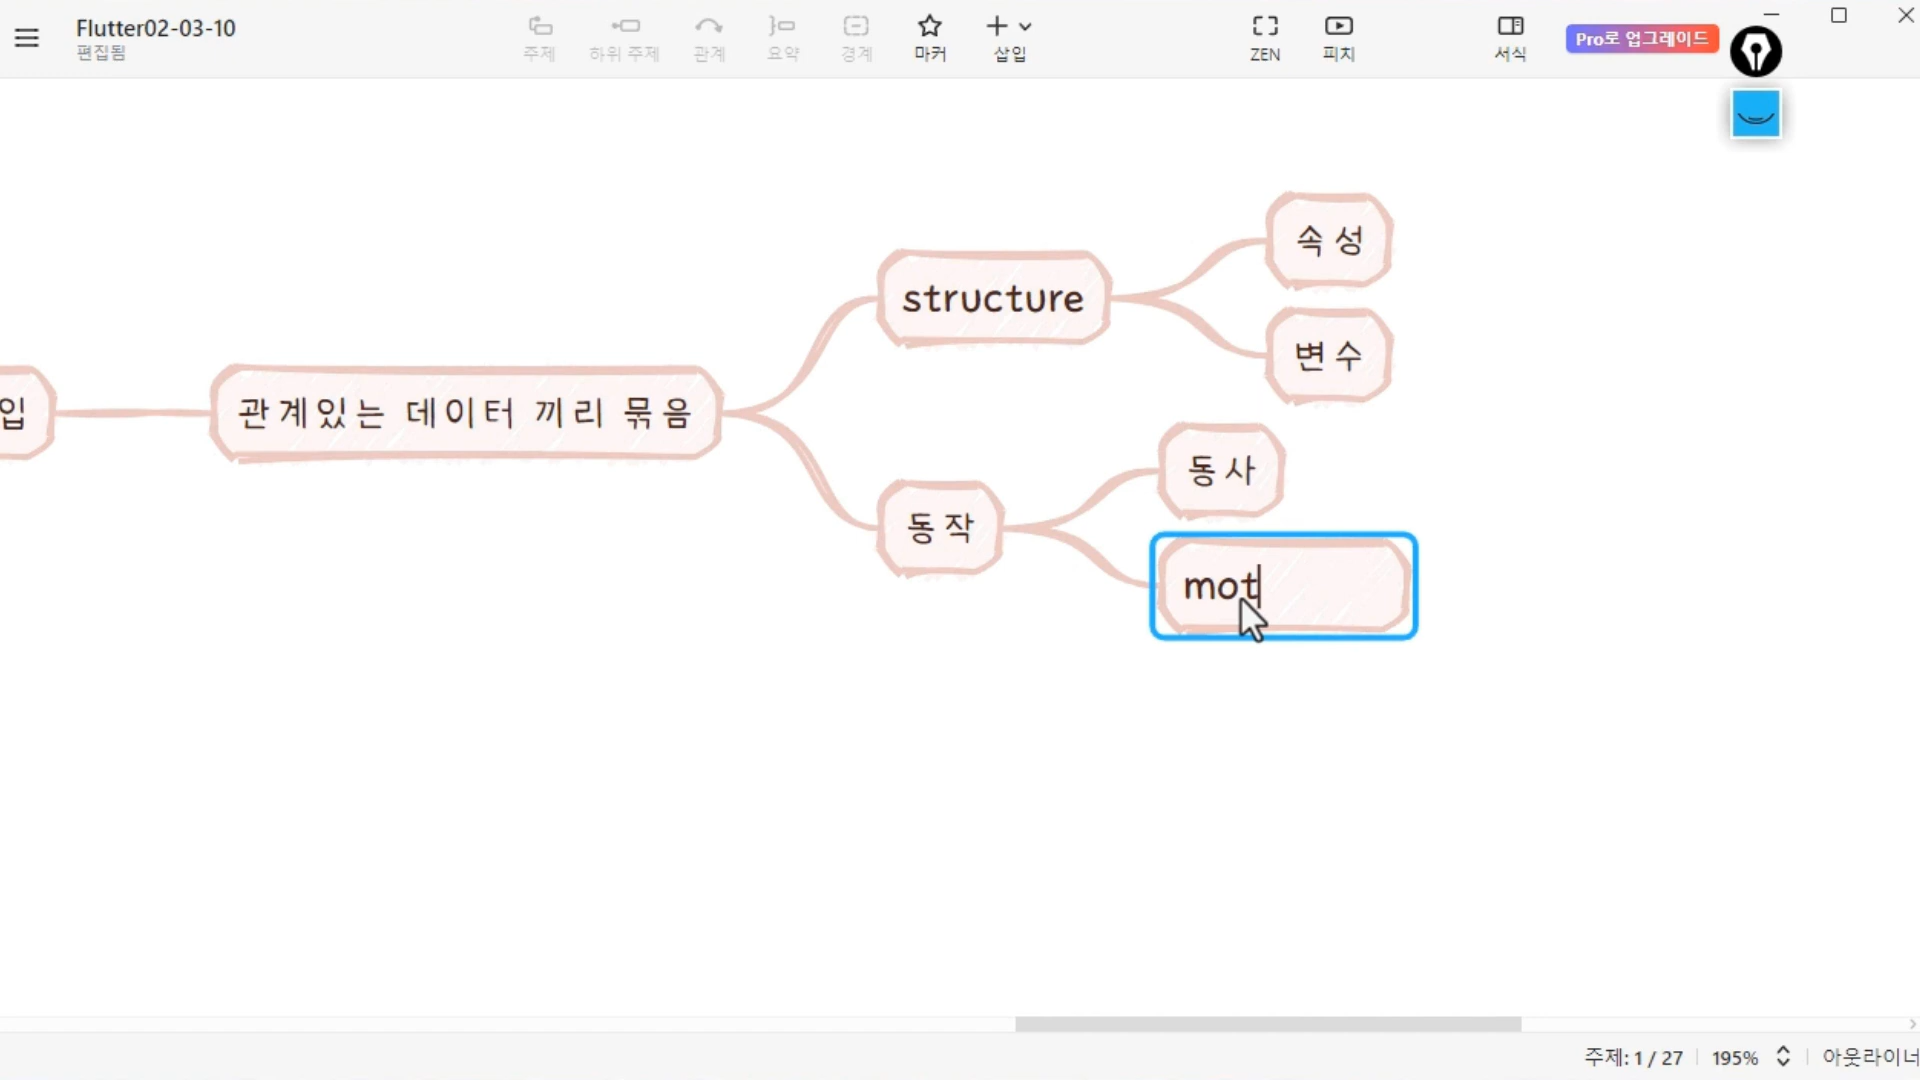 Flutter02-03-10
편집됨
주제
하위 주제
관계
요약
경계
마커
삽입
ZEN
피치
서식
Pro로 업그레이드
속성
structure
변수
입
관계있는 데이터 끼리 묶음
동사
동작
mot
주제: 1 / 27
195%
아웃라이너